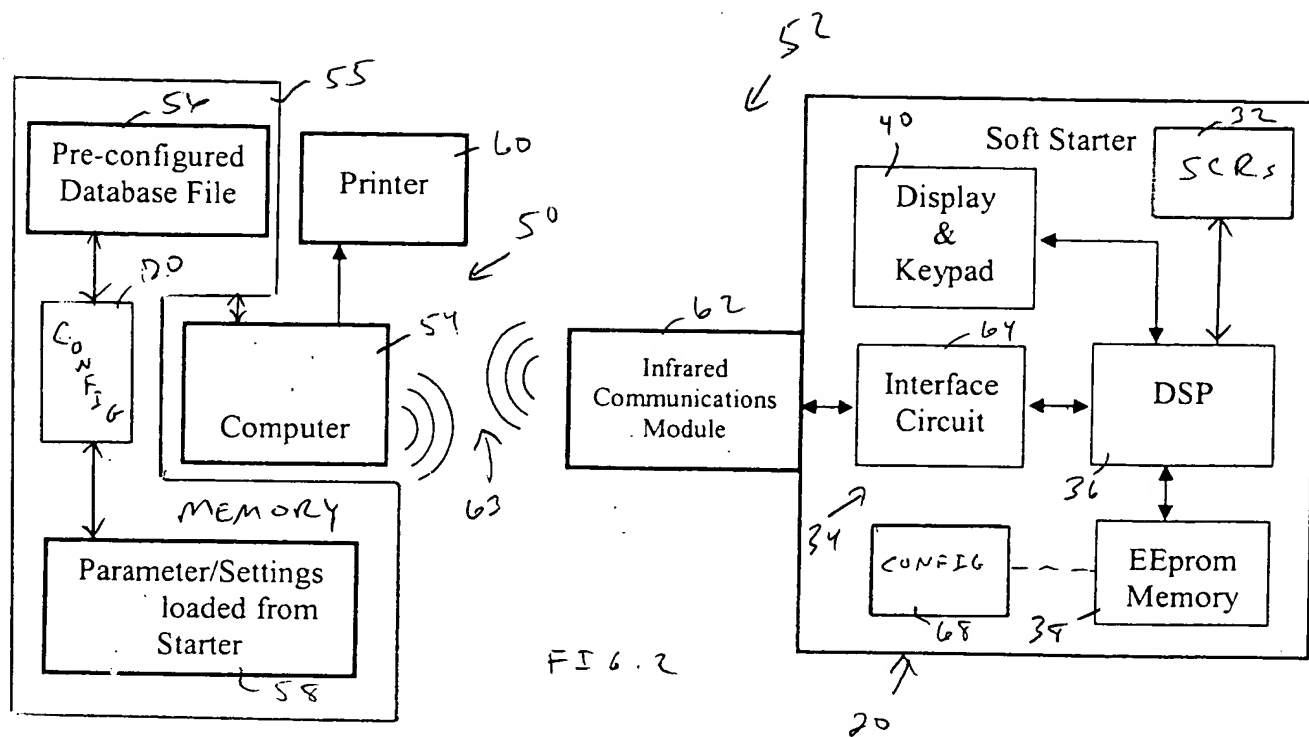 52
55
56
Pre-configured
Database File
60
Printer
50
CONFIG
54
Computer
MEMORY
Parameter/Settings
loaded from
Starter
58
63
62
Infrared
Communications
Module
Soft Starter
40
Display
&
Keypad
32
SCRs
64
Interface
Circuit
DSP
36
34
CONFIG
68
EEprom
Memory
38
FIG. 2
20